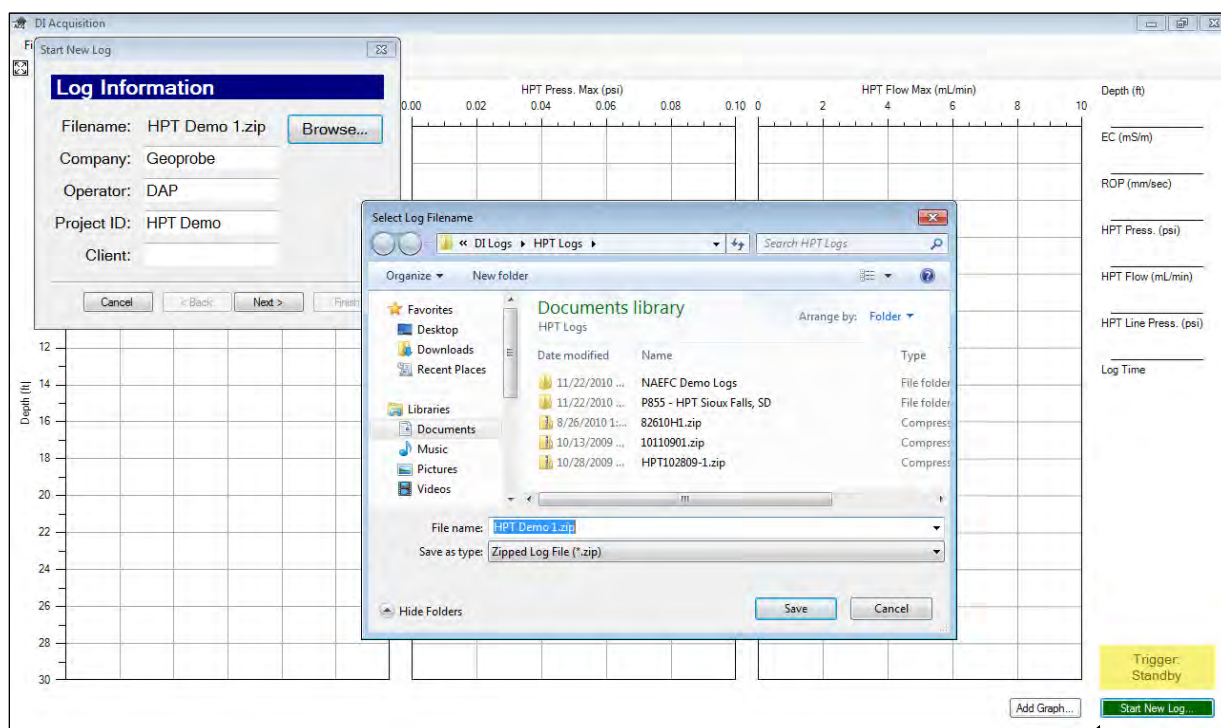 DI Acquisition
Fi
Start New Log
Log Information
Filename: HPT Demo 1.zip Browse...
Company: Geoprobe
Operator: DAP
Project ID: HPT Demo
Client:
Cancel < Back Next > Finish
HPT Press. Max (psi)
0.00 0.02 0.04 0.06 0.08 0.10
HPT Flow Max (mL/min)
0 2 4 6 8 10
Depth (ft)
EC (mS/m)
ROP (mm/sec)
HPT Press. (psi)
HPT Flow (mL/min)
HPT Line Press. (psi)
Log Time
Depth (ft)
12
14
16
18
20
22
24
26
28
30
Select Log Filename
« DI Logs HPT Logs Search HPT Logs
Organize New folder
Favorites
Desktop
Downloads
Recent Places
Libraries
Documents
Music
Pictures
Videos
Documents library
HPT Logs
Arrange by: Folder
Date modified Name Type
11/22/2010 ... NAEFC Demo Logs File folder
11/22/2010 ... P855 - HPT Sioux Falls, SD File folder
8/26/2010 1:... 82610H1.zip Compress
10/13/2009 ... 10110901.zip Compress
10/28/2009 ... HPT102809-1.zip Compress
File name: HPT Demo 1.zip
Save as type: Zipped Log File (*.zip)
Hide Folders Save Cancel
Trigger:
Standby
Add Graph... Start New Log...